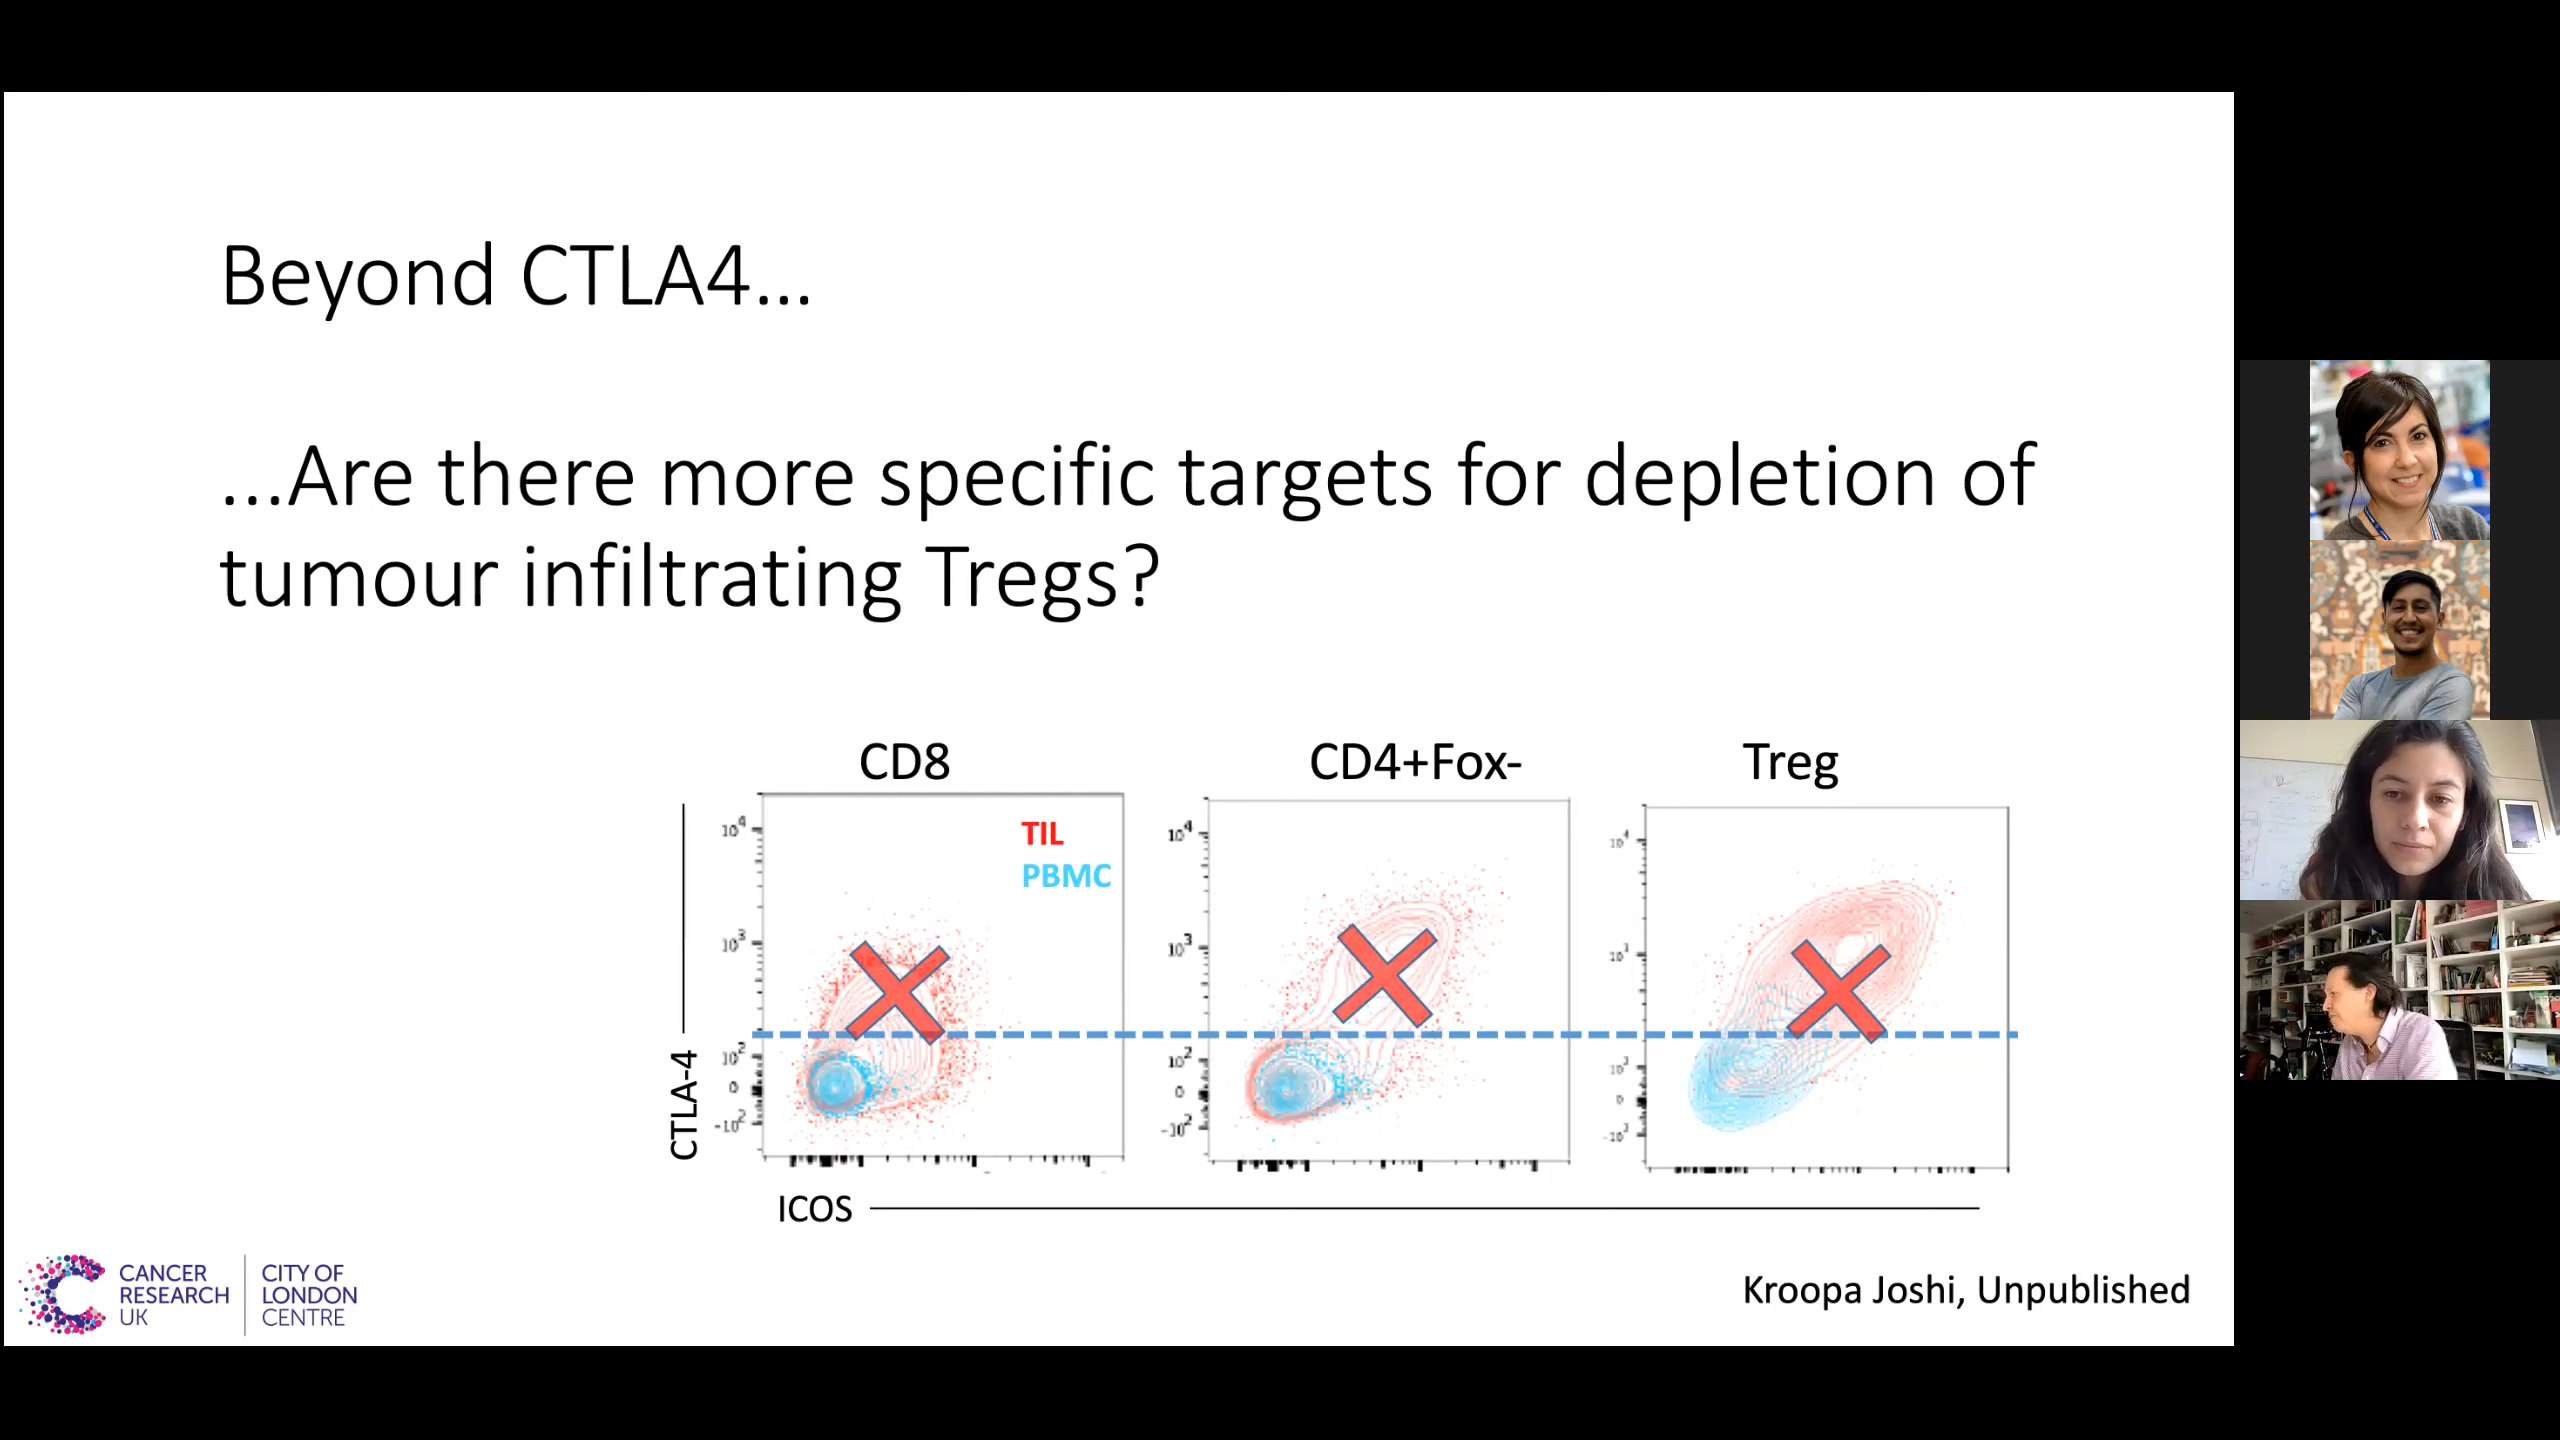 Beyond CTLA4...
...Are there more specific targets for depletion of
tumour infiltrating Tregs?
CD8
CD4+Fox-
Treg
TIL
PBMC
10⁴
10³
10²
0
-10²
10⁴
10³
10²
0
-10²
10⁴
10³
10²
0
CTLA-4
ICOS
CANCER
RESEARCH
UK
CITY OF
LONDON
CENTRE
Kroopa Joshi, Unpublished